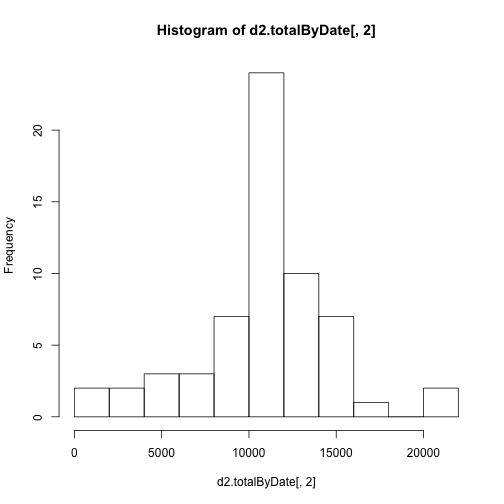 Histogram of d2.totalByDate[, 2]
Frequency
20
15
10
5
0
0 5000 10000 15000 20000
d2.totalByDate[, 2]